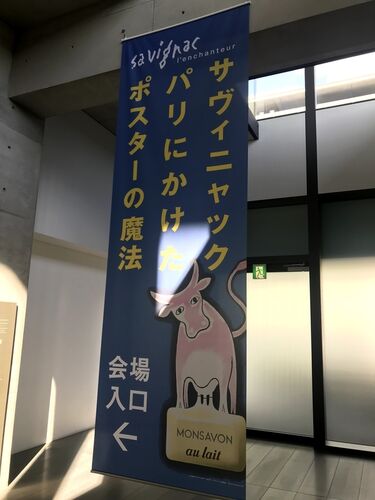 savignac
l'enchanteur
サヴィニャック
パリにかけた
ポスターの魔法
会場
入口
←
MONSAVON
au lait